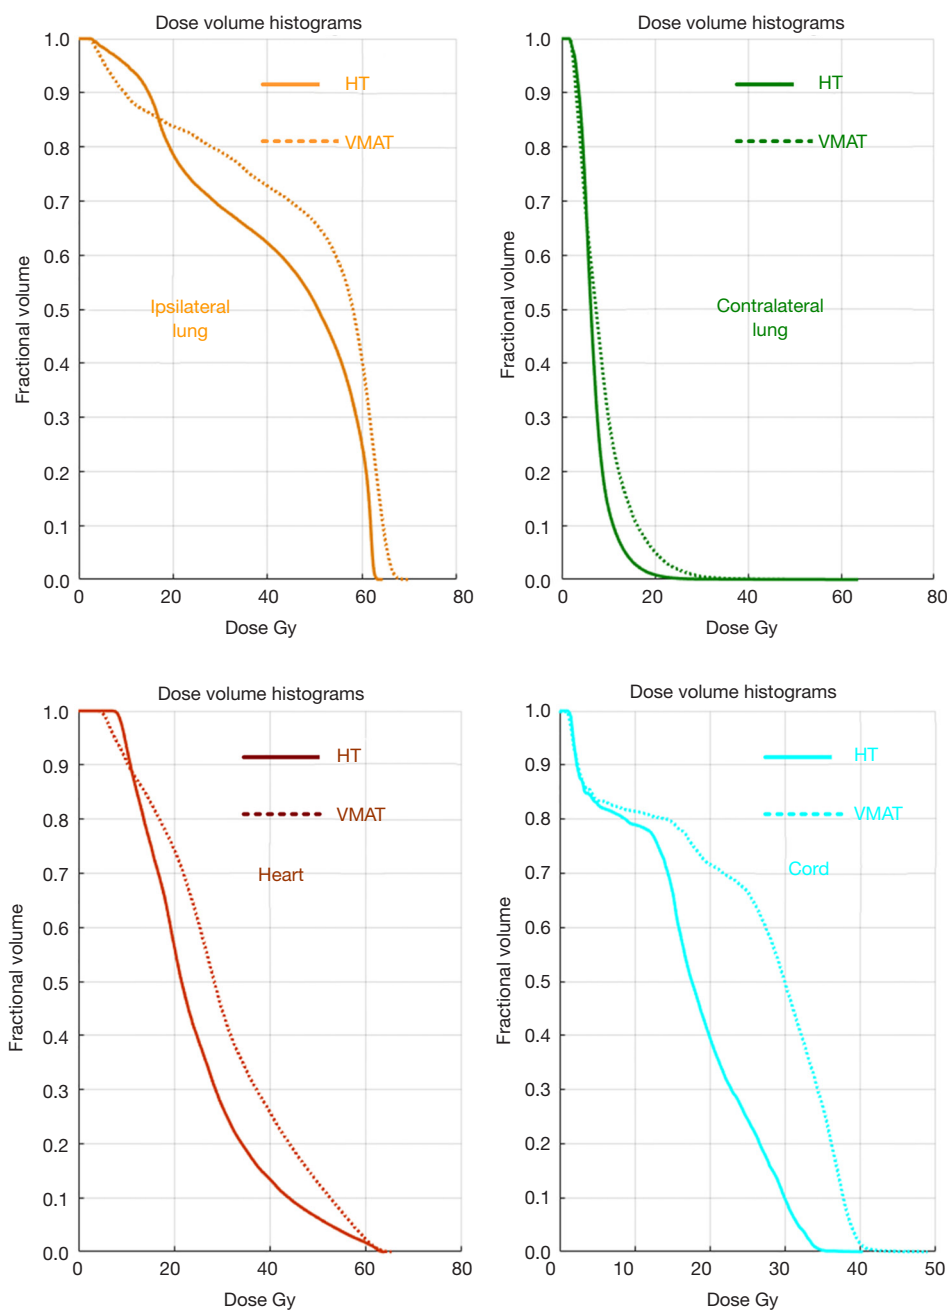 Dose volume histograms
1.0
0.9
0.8
0.7
0.6
0.5
0.4
0.3
0.2
0.1
0.0
Fractional volume
HT
VMAT
Ipsilateral
lung
0 20 40 60 80
Dose Gy
Dose volume histograms
1.0
0.9
0.8
0.7
0.6
0.5
0.4
0.3
0.2
0.1
0.0
Fractional volume
HT
VMAT
Contralateral
lung
0 20 40 60 80
Dose Gy
Dose volume histograms
1.0
0.9
0.8
0.7
0.6
0.5
0.4
0.3
0.2
0.1
0.0
Fractional volume
HT
VMAT
Heart
0 20 40 60 80
Dose Gy
Dose volume histograms
1.0
0.9
0.8
0.7
0.6
0.5
0.4
0.3
0.2
0.1
0.0
Fractional volume
HT
VMAT
Cord
0 10 20 30 40 50
Dose Gy